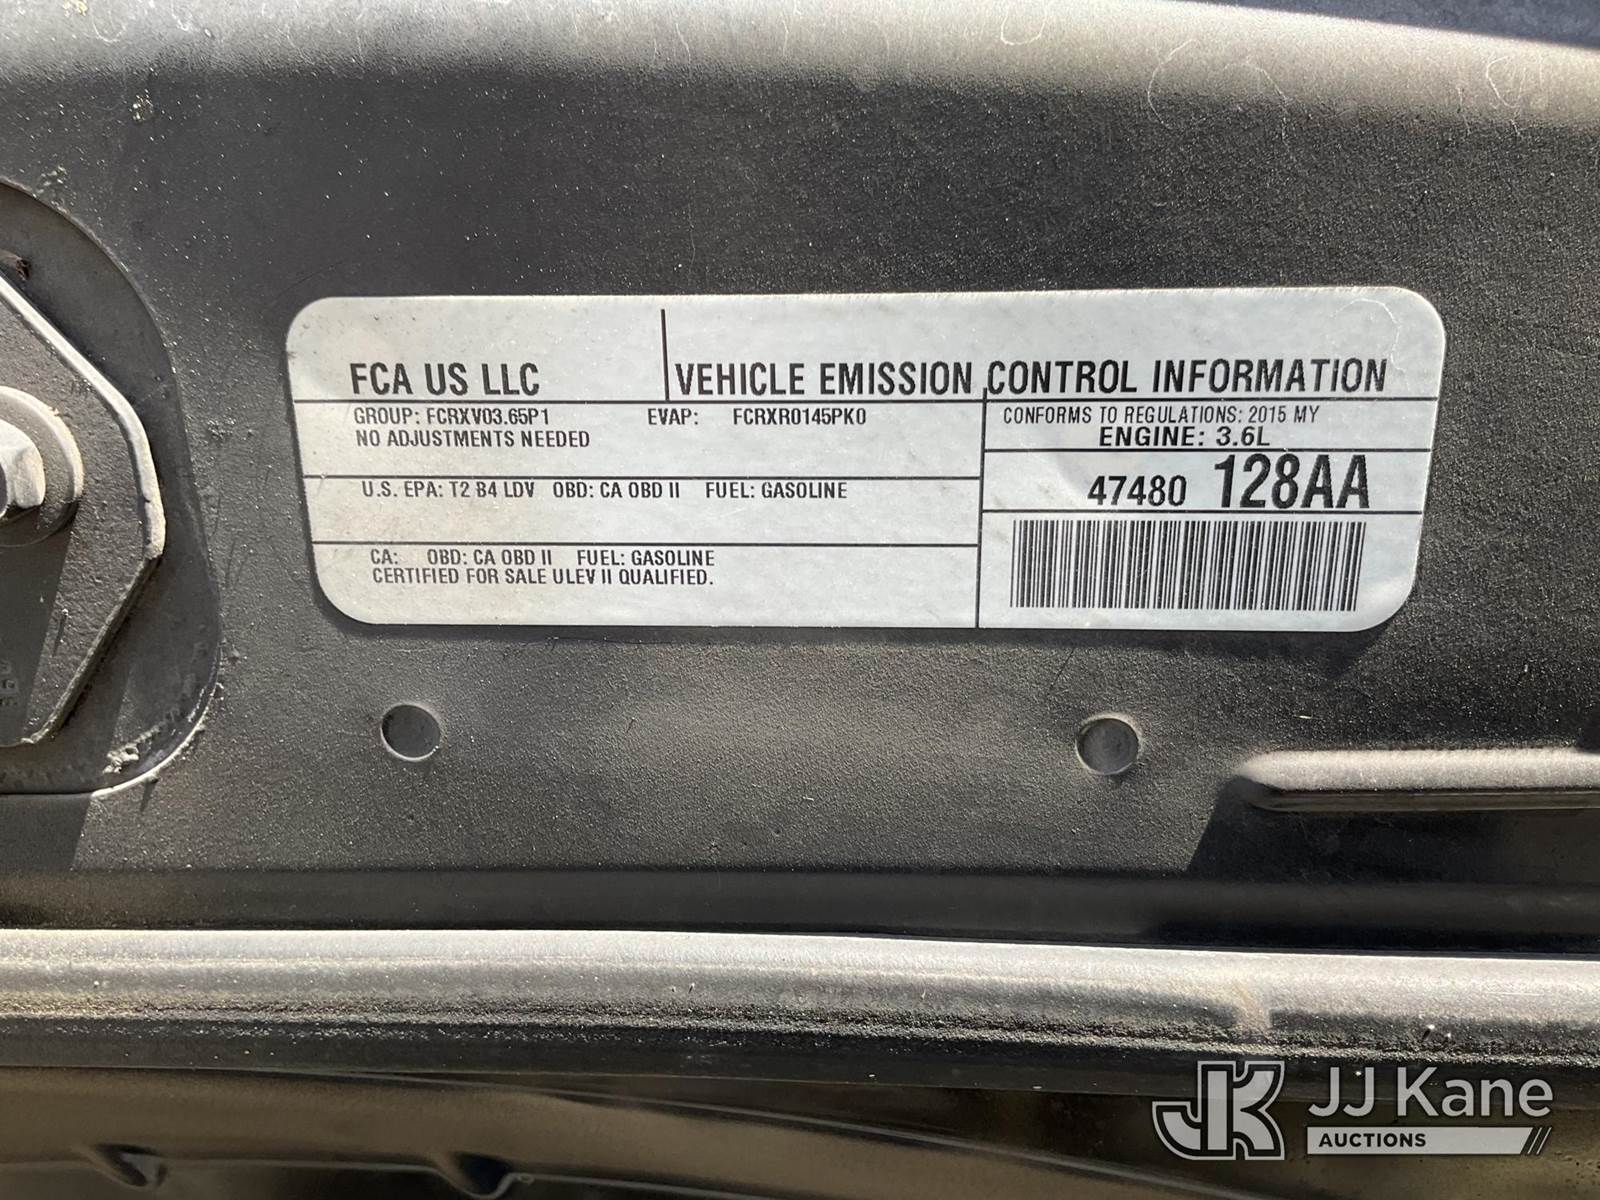 FCA US LLC
VEHICLE EMISSION CONTROL INFORMATION
GROUP: FCRXV03.65P1 EVAP: FCRXR0145PK0
NO ADJUSTMENTS NEEDED
CONFORMS TO REGULATIONS: 2015 MY
ENGINE: 3.6L
47480 128AA
U.S. EPA: T2 B4 LDV OBD: CA OBD II FUEL: GASOLINE
CA: OBD: CA OBD II FUEL: GASOLINE
CERTIFIED FOR SALE ULEV II QUALIFIED.
JK JJ Kane
AUCTIONS